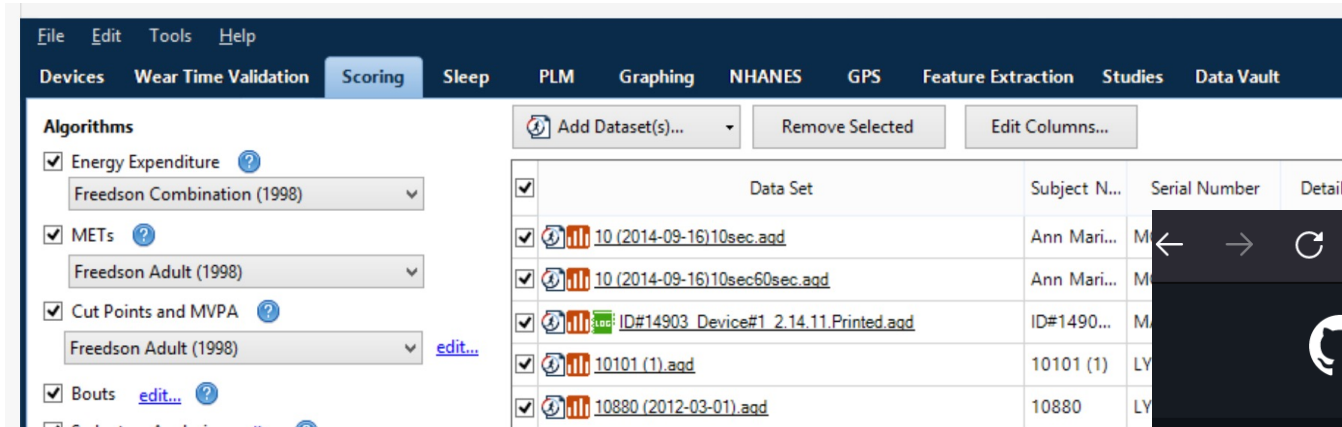 File Edit Tools Help
Devices Wear Time Validation Scoring Sleep PLM Graphing NHANES GPS Feature Extraction Studies Data Vault
Algorithms
Add Dataset(s)... Remove Selected Edit Columns...
Energy Expenditure ?
Freedson Combination (1998)
Data Set Subject N... Serial Number Detail
METs ?
10 (2014-09-16)10sec.agd Ann Mari...
Freedson Adult (1998)
10 (2014-09-16)10sec60sec.agd Ann Mari...
Cut Points and MVPA ?
LOG ID#14903_Device#1_2.14.11.Printed.agd ID#1490...
Freedson Adult (1998) edit...
10101 (1).agd 10101 (1) LY
Bouts edit... ?
10880 (2012-03-01).agd 10880 LY